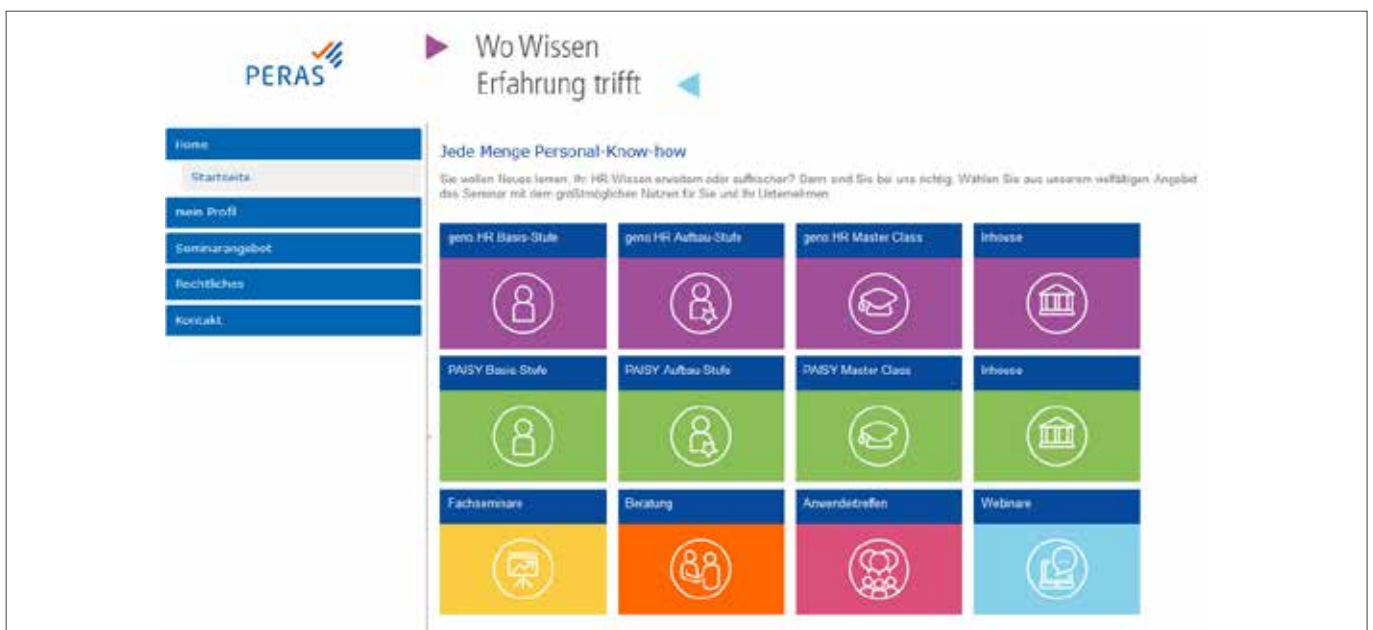 PERAS
Wo Wissen
Erfahrung trifft
Home
Startseite
mein Profil
Seminarangebot
Rechtliches
Kontakt
Jede Menge Personal-Know-how
Sie wollen Neues lernen, Ihr HR-Wissen erweitern oder auffrischen? Dann sind Sie bei uns richtig. Wählen Sie aus unserem vielfältigen Angebot
das Seminar mit dem größtmöglichen Nutzen für Sie und Ihr Unternehmen
geno.HR Basis-Stufe
geno.HR Aufbau-Stufe
geno.HR Master Class
Inhouse
PAISY Basis-Stufe
PAISY Aufbau-Stufe
PAISY Master Class
Inhouse
Fachseminare
Beratung
Anwendertreffen
Webinare